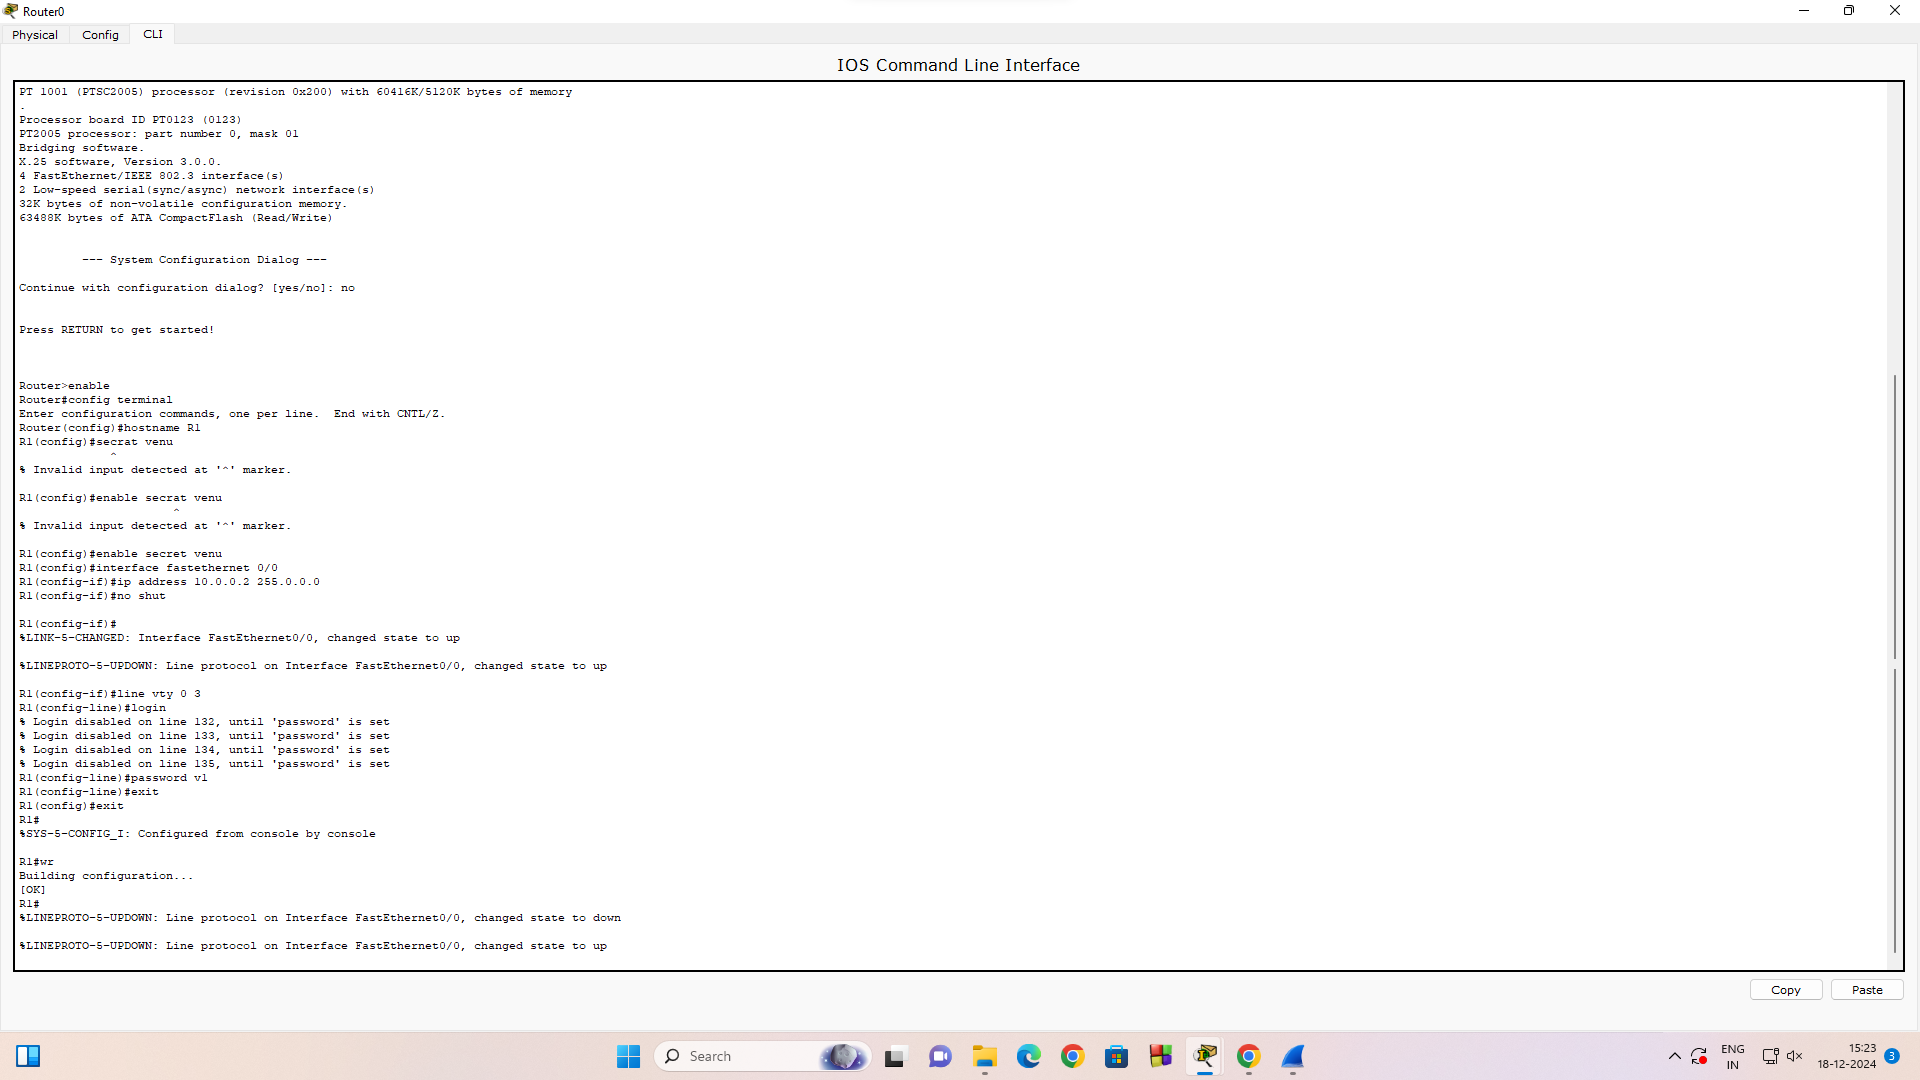 Router0
Physical
Config
CLI
IOS Command Line Interface
PT 1001 (PTSC2005) processor (revision 0x200) with 60416K/5120K bytes of memory
.
Processor board ID PT0123 (0123)
PT2005 processor: part number 0, mask 01
Bridging software.
X.25 software, Version 3.0.0.
4 FastEthernet/IEEE 802.3 interface(s)
2 Low-speed serial(sync/async) network interface(s)
32K bytes of non-volatile configuration memory.
63488K bytes of ATA CompactFlash (Read/Write)
--- System Configuration Dialog ---
Continue with configuration dialog? [yes/no]: no
Press RETURN to get started!
Router>enable
Router#config terminal
Enter configuration commands, one per line.  End with CNTL/Z.
Router(config)#hostname R1
R1(config)#secrat venu
^
% Invalid input detected at '^' marker.
R1(config)#enable secrat venu
^
% Invalid input detected at '^' marker.
R1(config)#enable secret venu
R1(config)#interface fastethernet 0/0
R1(config-if)#ip address 10.0.0.2 255.0.0.0
R1(config-if)#no shut
R1(config-if)#
%LINK-5-CHANGED: Interface FastEthernet0/0, changed state to up
%LINEPROTO-5-UPDOWN: Line protocol on Interface FastEthernet0/0, changed state to up
R1(config-if)#line vty 0 3
R1(config-line)#login
% Login disabled on line 132, until 'password' is set
% Login disabled on line 133, until 'password' is set
% Login disabled on line 134, until 'password' is set
% Login disabled on line 135, until 'password' is set
R1(config-line)#password v1
R1(config-line)#exit
R1(config)#exit
R1#
%SYS-5-CONFIG_I: Configured from console by console
R1#wr
Building configuration...
[OK]
R1#
%LINEPROTO-5-UPDOWN: Line protocol on Interface FastEthernet0/0, changed state to down
%LINEPROTO-5-UPDOWN: Line protocol on Interface FastEthernet0/0, changed state to up
Copy
Paste
Search
ENG
IN
15:23
18-12-2024
3